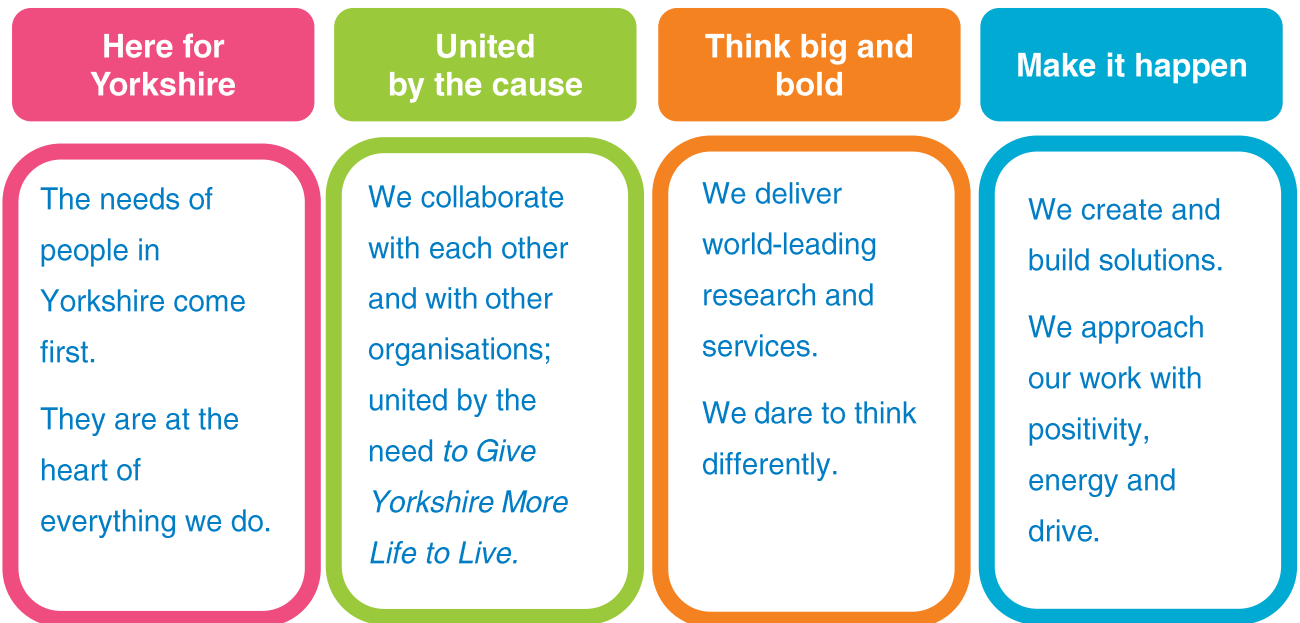 Here for
Yorkshire
The needs of
people in
Yorkshire come
first.
They are at the
heart of
everything we do.
United
by the cause
We collaborate
with each other
and with other
organisations;
united by the
need to Give
Yorkshire More
Life to Live.
Think big and
bold
We deliver
world-leading
research and
services.
We dare to think
differently.
Make it happen
We create and
build solutions.
We approach
our work with
positivity,
energy and
drive.